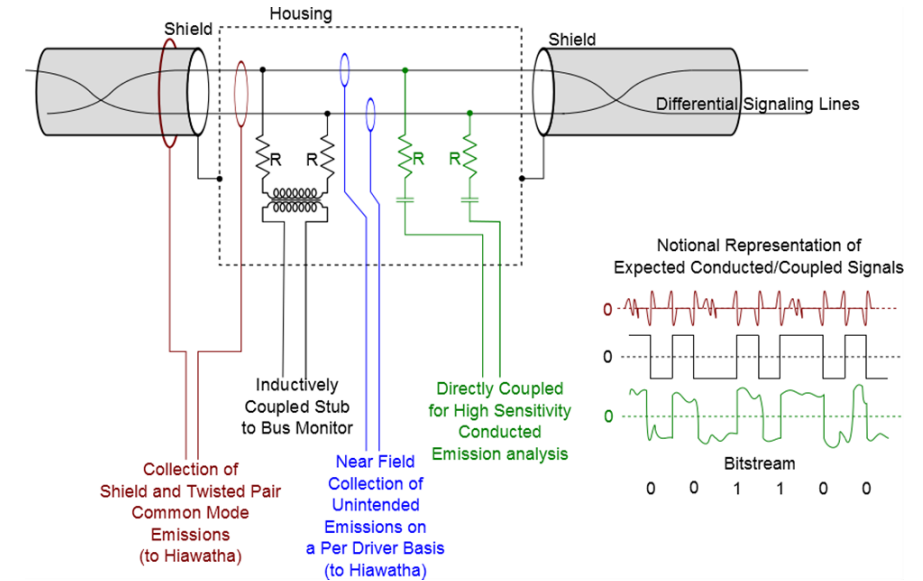 Housing
Shield
Shield
Differential Signaling Lines
R
R
R
R
Notional Representation of
Expected Conducted/Coupled Signals
0
0
0
Bitstream
0 0 1 1 0 0
Inductively
Coupled Stub
to Bus Monitor
Directly Coupled
for High Sensitivity
Conducted
Emission analysis
Collection of
Shield and Twisted Pair
Common Mode
Emissions
(to Hiawatha)
Near Field
Collection of
Unintended
Emissions on
a Per Driver Basis
(to Hiawatha)